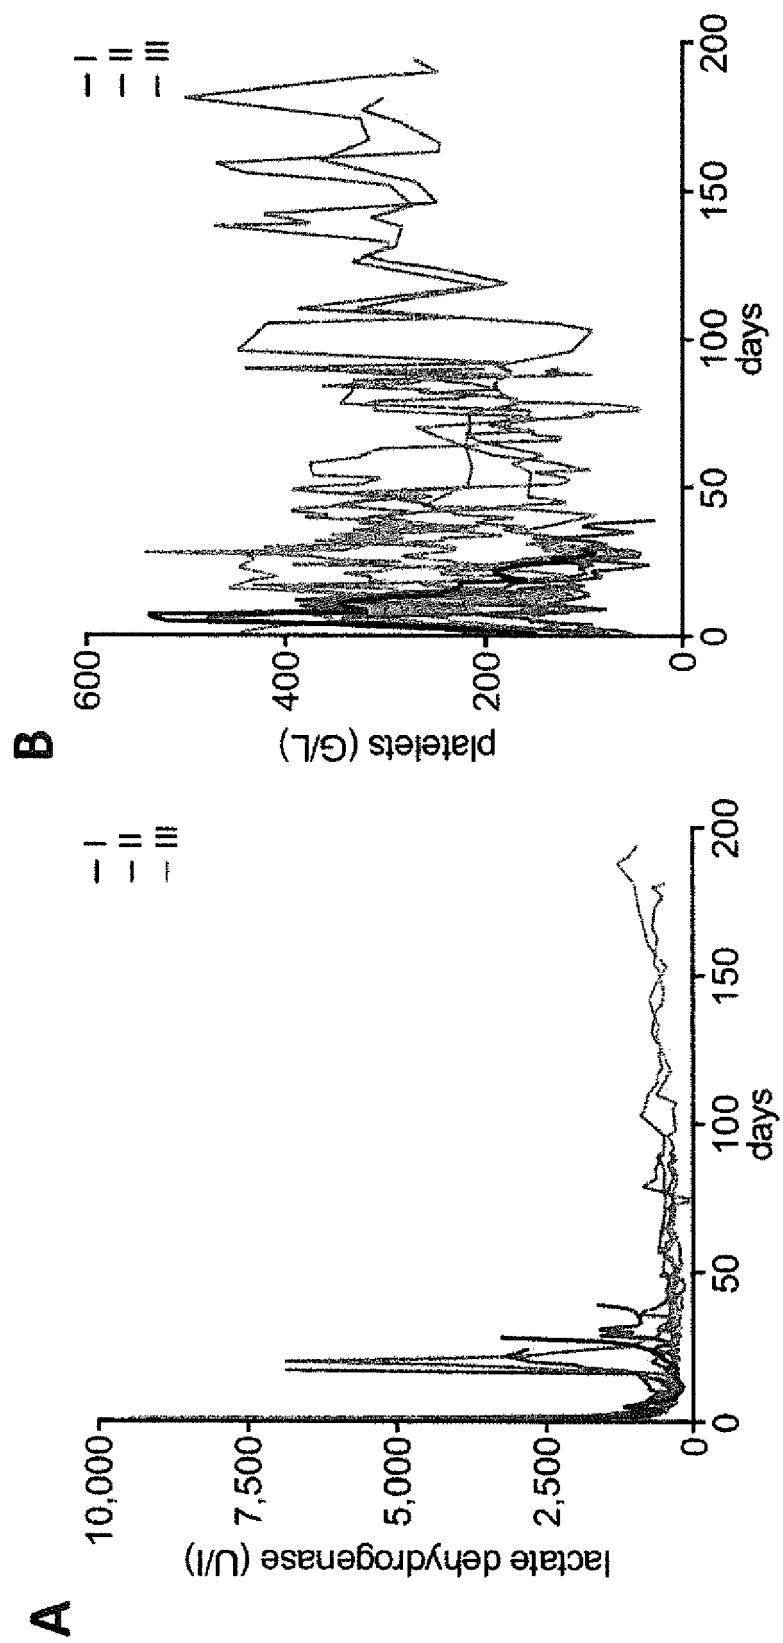 A
lactate dehydrogenase (U/l)
10,000
7,500
5,000
2,500
0
0
50
100
150
200
days
I
II
III
B
platelets (G/L)
600
400
200
0
0
50
100
150
200
days
I
II
III